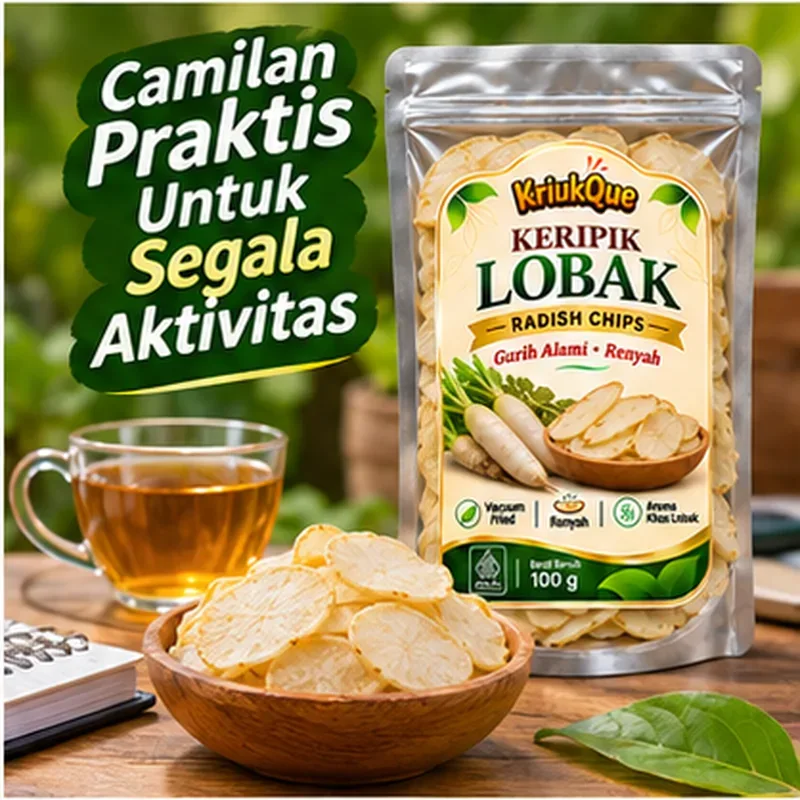 Camilan
Praktis
Untuk
Segala
Aktivitas
KriukQue
KERIPIK
LOBAK
RADISH CHIPS
Gurih Alami • Renyah
Vacuum
Fried
Renyah
Aroma
Khas Lobak
100 g